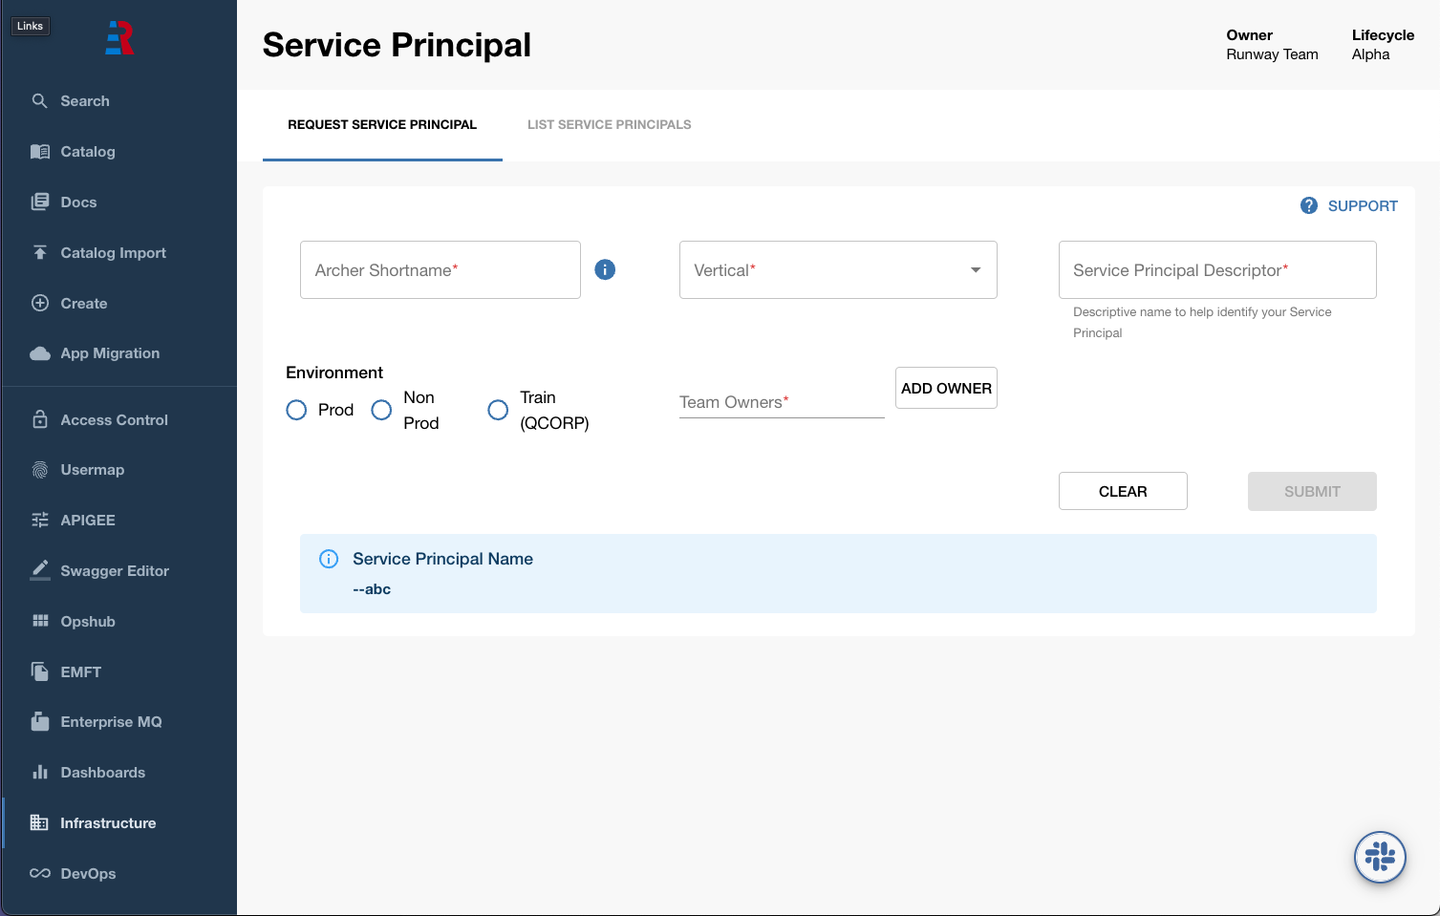 Links
Search
Catalog
Docs
Catalog Import
Create
App Migration
Access Control
Usermap
APIGEE
Swagger Editor
Opshub
EMFT
Enterprise MQ
Dashboards
Infrastructure
DevOps
Service Principal
Owner
Runway Team
Lifecycle
Alpha
REQUEST SERVICE PRINCIPAL
LIST SERVICE PRINCIPALS
SUPPORT
Archer Shortname*
Vertical*
Service Principal Descriptor*
Descriptive name to help identify your Service
Principal
Environment
Prod
Non
Prod
Train
(QCORP)
Team Owners*
ADD OWNER
CLEAR
SUBMIT
Service Principal Name
--abc